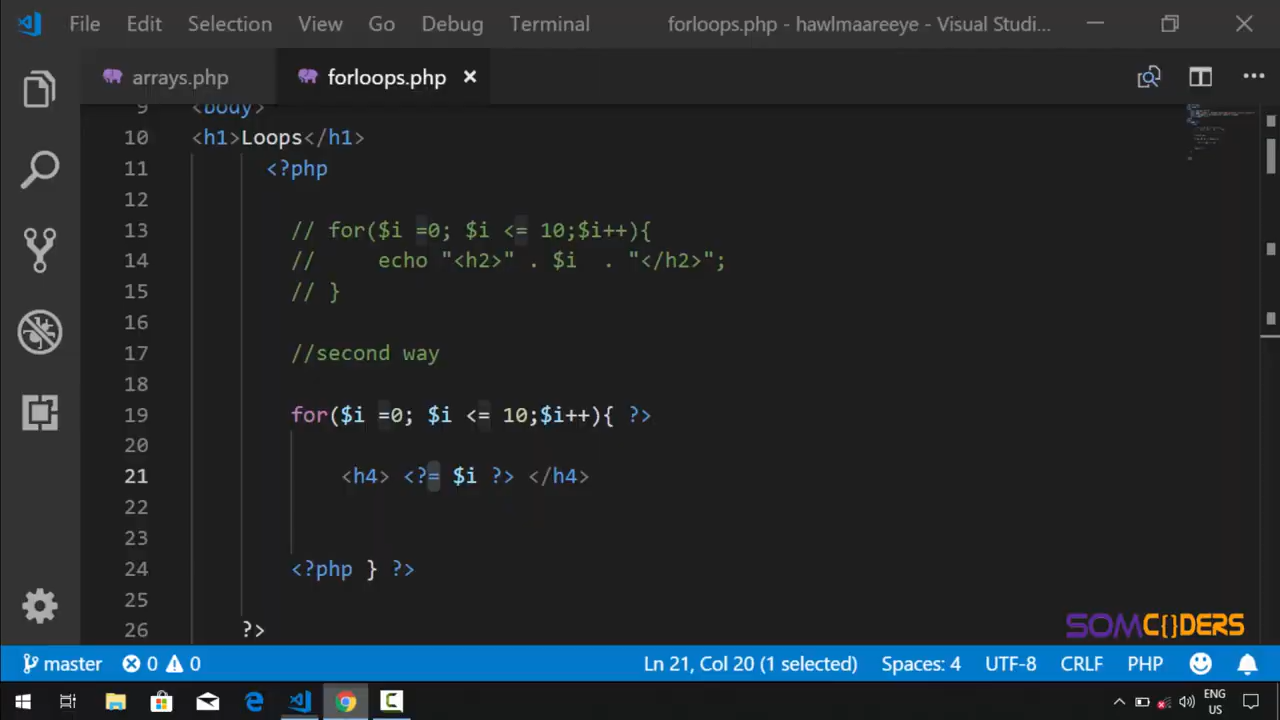 File Edit Selection View Go Debug Terminal forloops.php - hawlmaareeye - Visual Studi...
arrays.php forloops.php
9 <body>
10 <h1>Loops</h1>
11 <?php
12
13 // for($i =0; $i <= 10;$i++){
14 // echo "<h2>" . $i . "</h2>";
15 // }
16
17 //second way
18
19 for($i =0; $i <= 10;$i++){ ?>
20
21 <h4> <?= $i ?> </h4>
22
23
24 <?php } ?>
25
26 ?>
SOMC{}DERS
master 0 0 Ln 21, Col 20 (1 selected) Spaces: 4 UTF-8 CRLF PHP
ENG
US